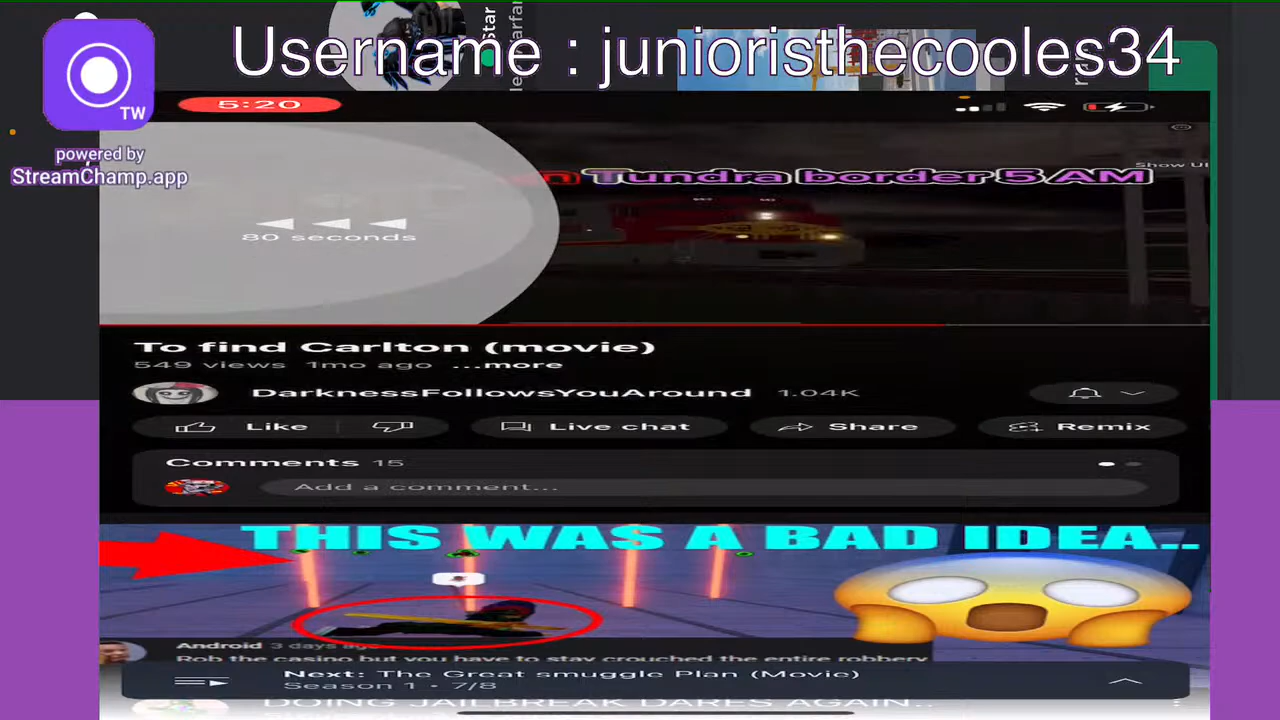 Username : junioristhecooles34
TW
powered by
StreamChamp.app
star
5:20
Show UI
Tundra border 5 AM
80 seconds
To find Carlton (movie)
549 views 1mo ago ...more
DarknessFollowsYouAround 1.04K
Like
Live chat
Share
Remix
Comments 15
Add a comment...
THIS WAS A BAD IDEA..
Android 3 days ago
Rob the casino but you have to stay crouched the entire robbery
Next: The Great smuggle Plan (Movie)
Season 1 • 7/8
DOING JAILBREAK DARES AGAIN..